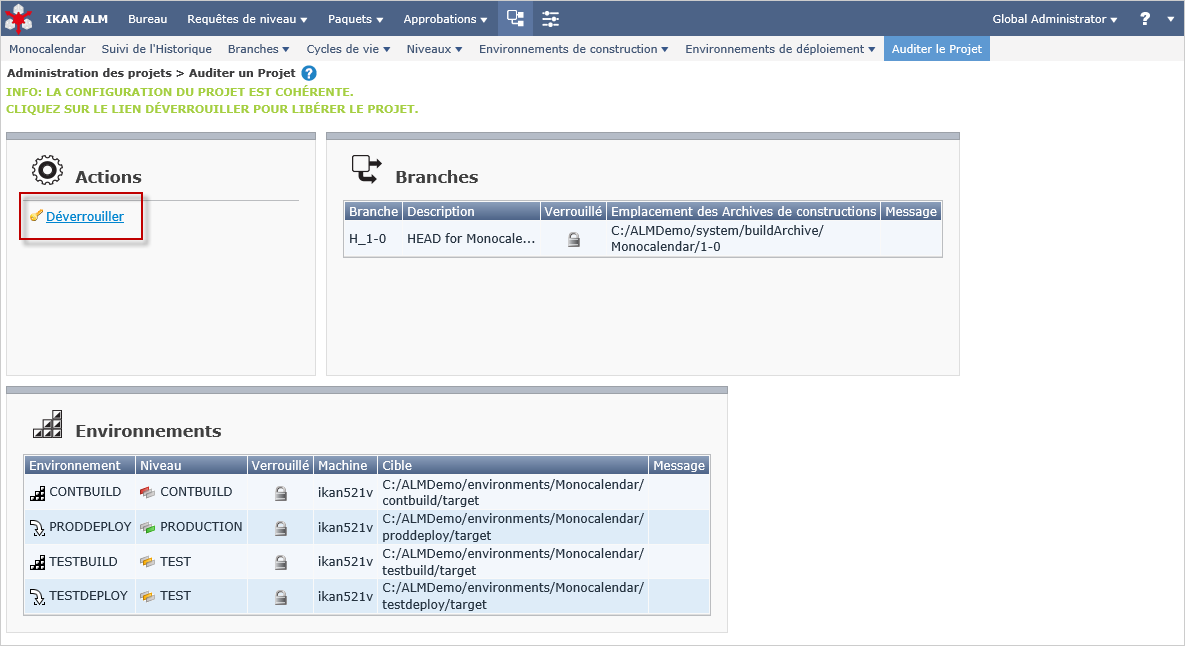 IKAN ALM Bureau Requêtes de niveau Paquets Approbations Global Administrator ?
Monocalendar Suivi de l'Historique Branches Cycles de vie Niveaux Environnements de construction Environnements de déploiement Auditer le Projet
Administration des projets > Auditer un Projet ?
INFO: LA CONFIGURATION DU PROJET EST COHÉRENTE.
CLIQUEZ SUR LE LIEN DÉVERROUILLER POUR LIBÉRER LE PROJET.
Actions
Déverrouiller
Branches
Branche Description Verrouillé Emplacement des Archives de constructions Message
H_1-0 HEAD for Monocale... C:/ALMDemo/system/buildArchive/
Monocalendar/1-0
Environnements
Environnement Niveau Verrouillé Machine Cible Message
CONTBUILD CONTBUILD ikan521v C:/ALMDemo/environments/Monocalendar/
contbuild/target
PRODDEPLOY PRODUCTION ikan521v C:/ALMDemo/environments/Monocalendar/
proddeploy/target
TESTBUILD TEST ikan521v C:/ALMDemo/environments/Monocalendar/
testbuild/target
TESTDEPLOY TEST ikan521v C:/ALMDemo/environments/Monocalendar/
testdeploy/target